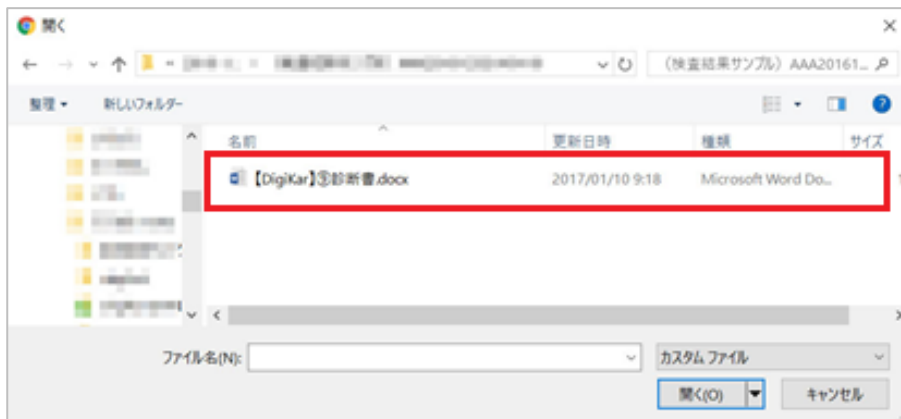 開く
(検査結果サンプル) AAA20161...
整理
新しいフォルダー
名前 更新日時 種類 サイズ
【DigiKar】③診断書.docx 2017/01/10 9:18 Microsoft Word Do...
ファイル名(N): カスタム ファイル
開く(O) キャンセル